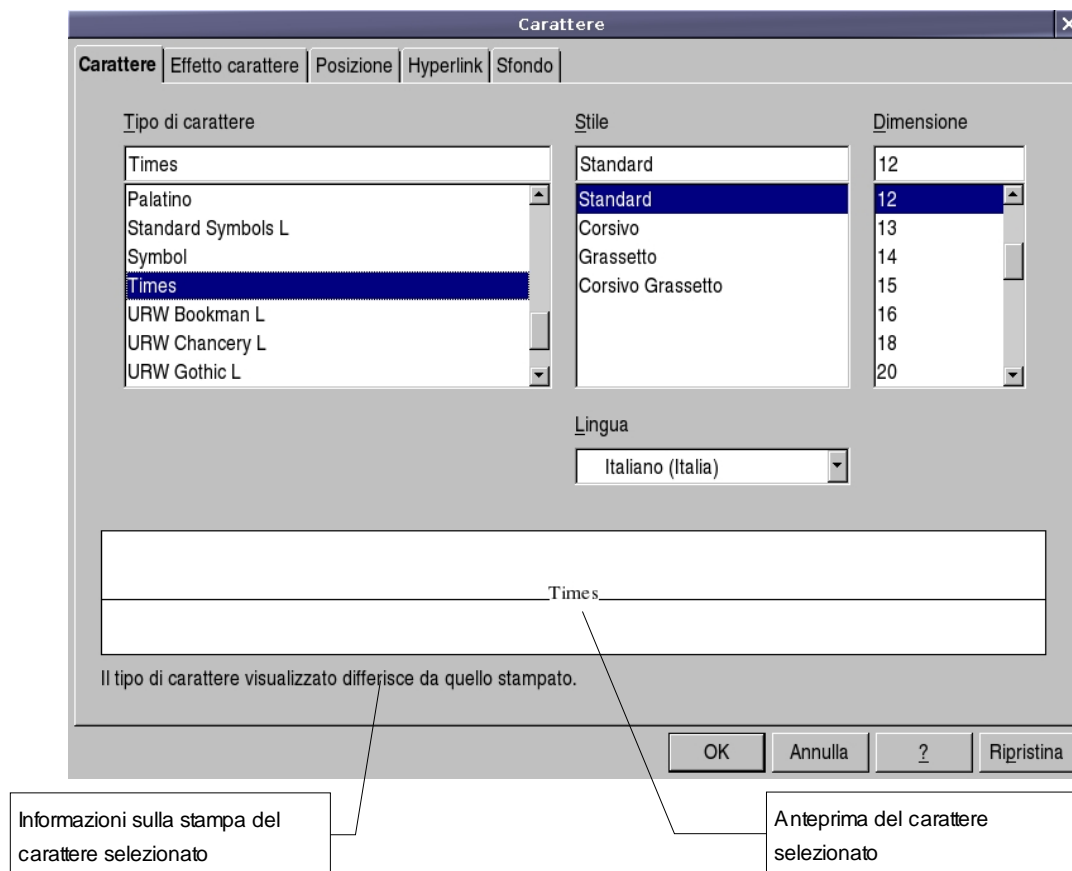 Carattere
Carattere Effetto carattere Posizione Hyperlink Sfondo
Tipo di carattere
Times
Palatino
Standard Symbols L
Symbol
Times
URW Bookman L
URW Chancery L
URW Gothic L
Stile
Standard
Standard
Corsivo
Grassetto
Corsivo Grassetto
Dimensione
12
12
13
14
15
16
18
20
Lingua
Italiano (Italia)
Times
Il tipo di carattere visualizzato differisce da quello stampato.
OK Annulla ? Ripristina
Informazioni sulla stampa del
carattere selezionato
Anteprima del carattere
selezionato